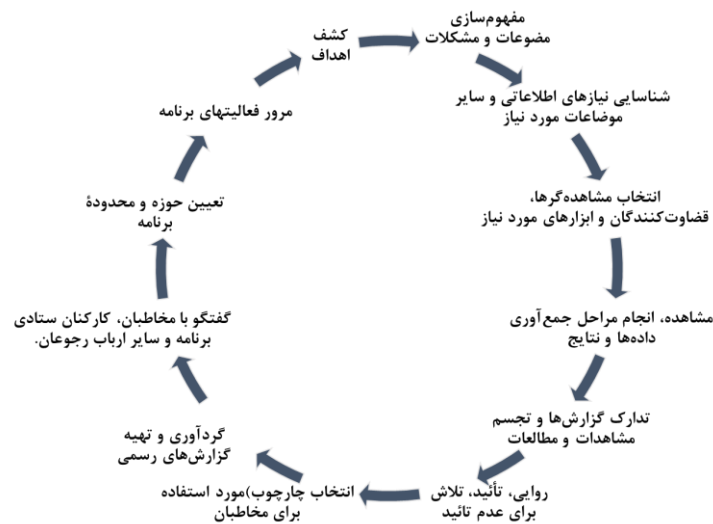 مفهوم‌سازی
مضوعات و مشکلات
شناسایی نیازهای اطلاعاتی و سایر
موضاعات مورد نیاز
انتخاب مشاهده‌گرها،
قضاوت‌کنندگان و ابزارهای مورد نیاز
مشاهده، انجام مراحل جمع‌آوری
داده‌ها و نتایج
تدارک گزارش‌ها و تجسم
مشاهدات و مطالعات
روایی، تأئید، تلاش
برای عدم تائید
انتخاب چارچوب)مورد استفاده
برای مخاطبان
گردآوری و تهیه
گزارش‌های رسمی
گفتگو با مخاطبان، کارکنان ستادی
برنامه و سایر ارباب رجوعان.
تعیین حوزه و محدودۀ
برنامه
مرور فعالیتهای برنامه
کشف
اهداف